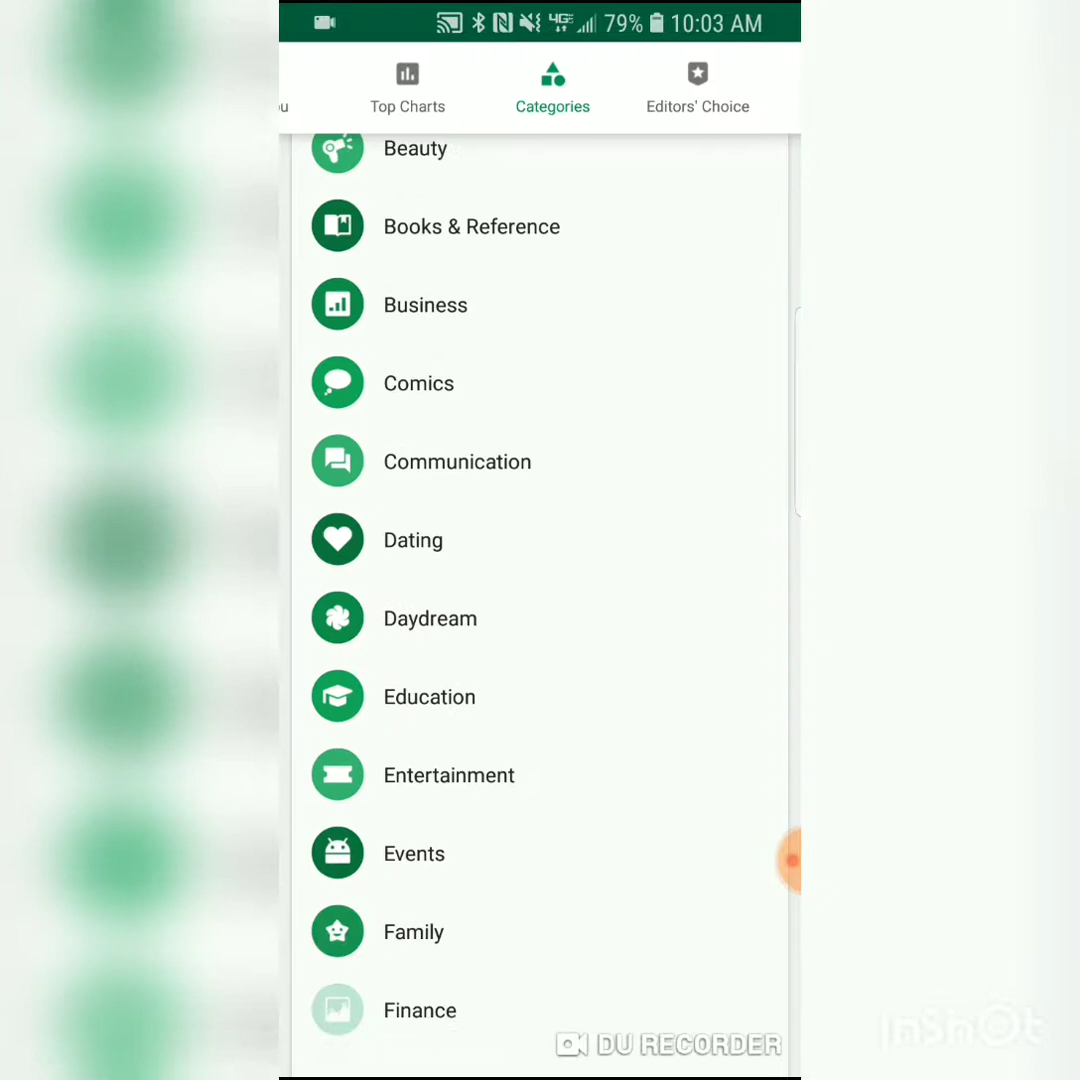 79% 10:03 AM
u Top Charts Categories Editors' Choice
Beauty
Books & Reference
Business
Comics
Communication
Dating
Daydream
Education
Entertainment
Events
Family
Finance
DU RECORDER
InShOt